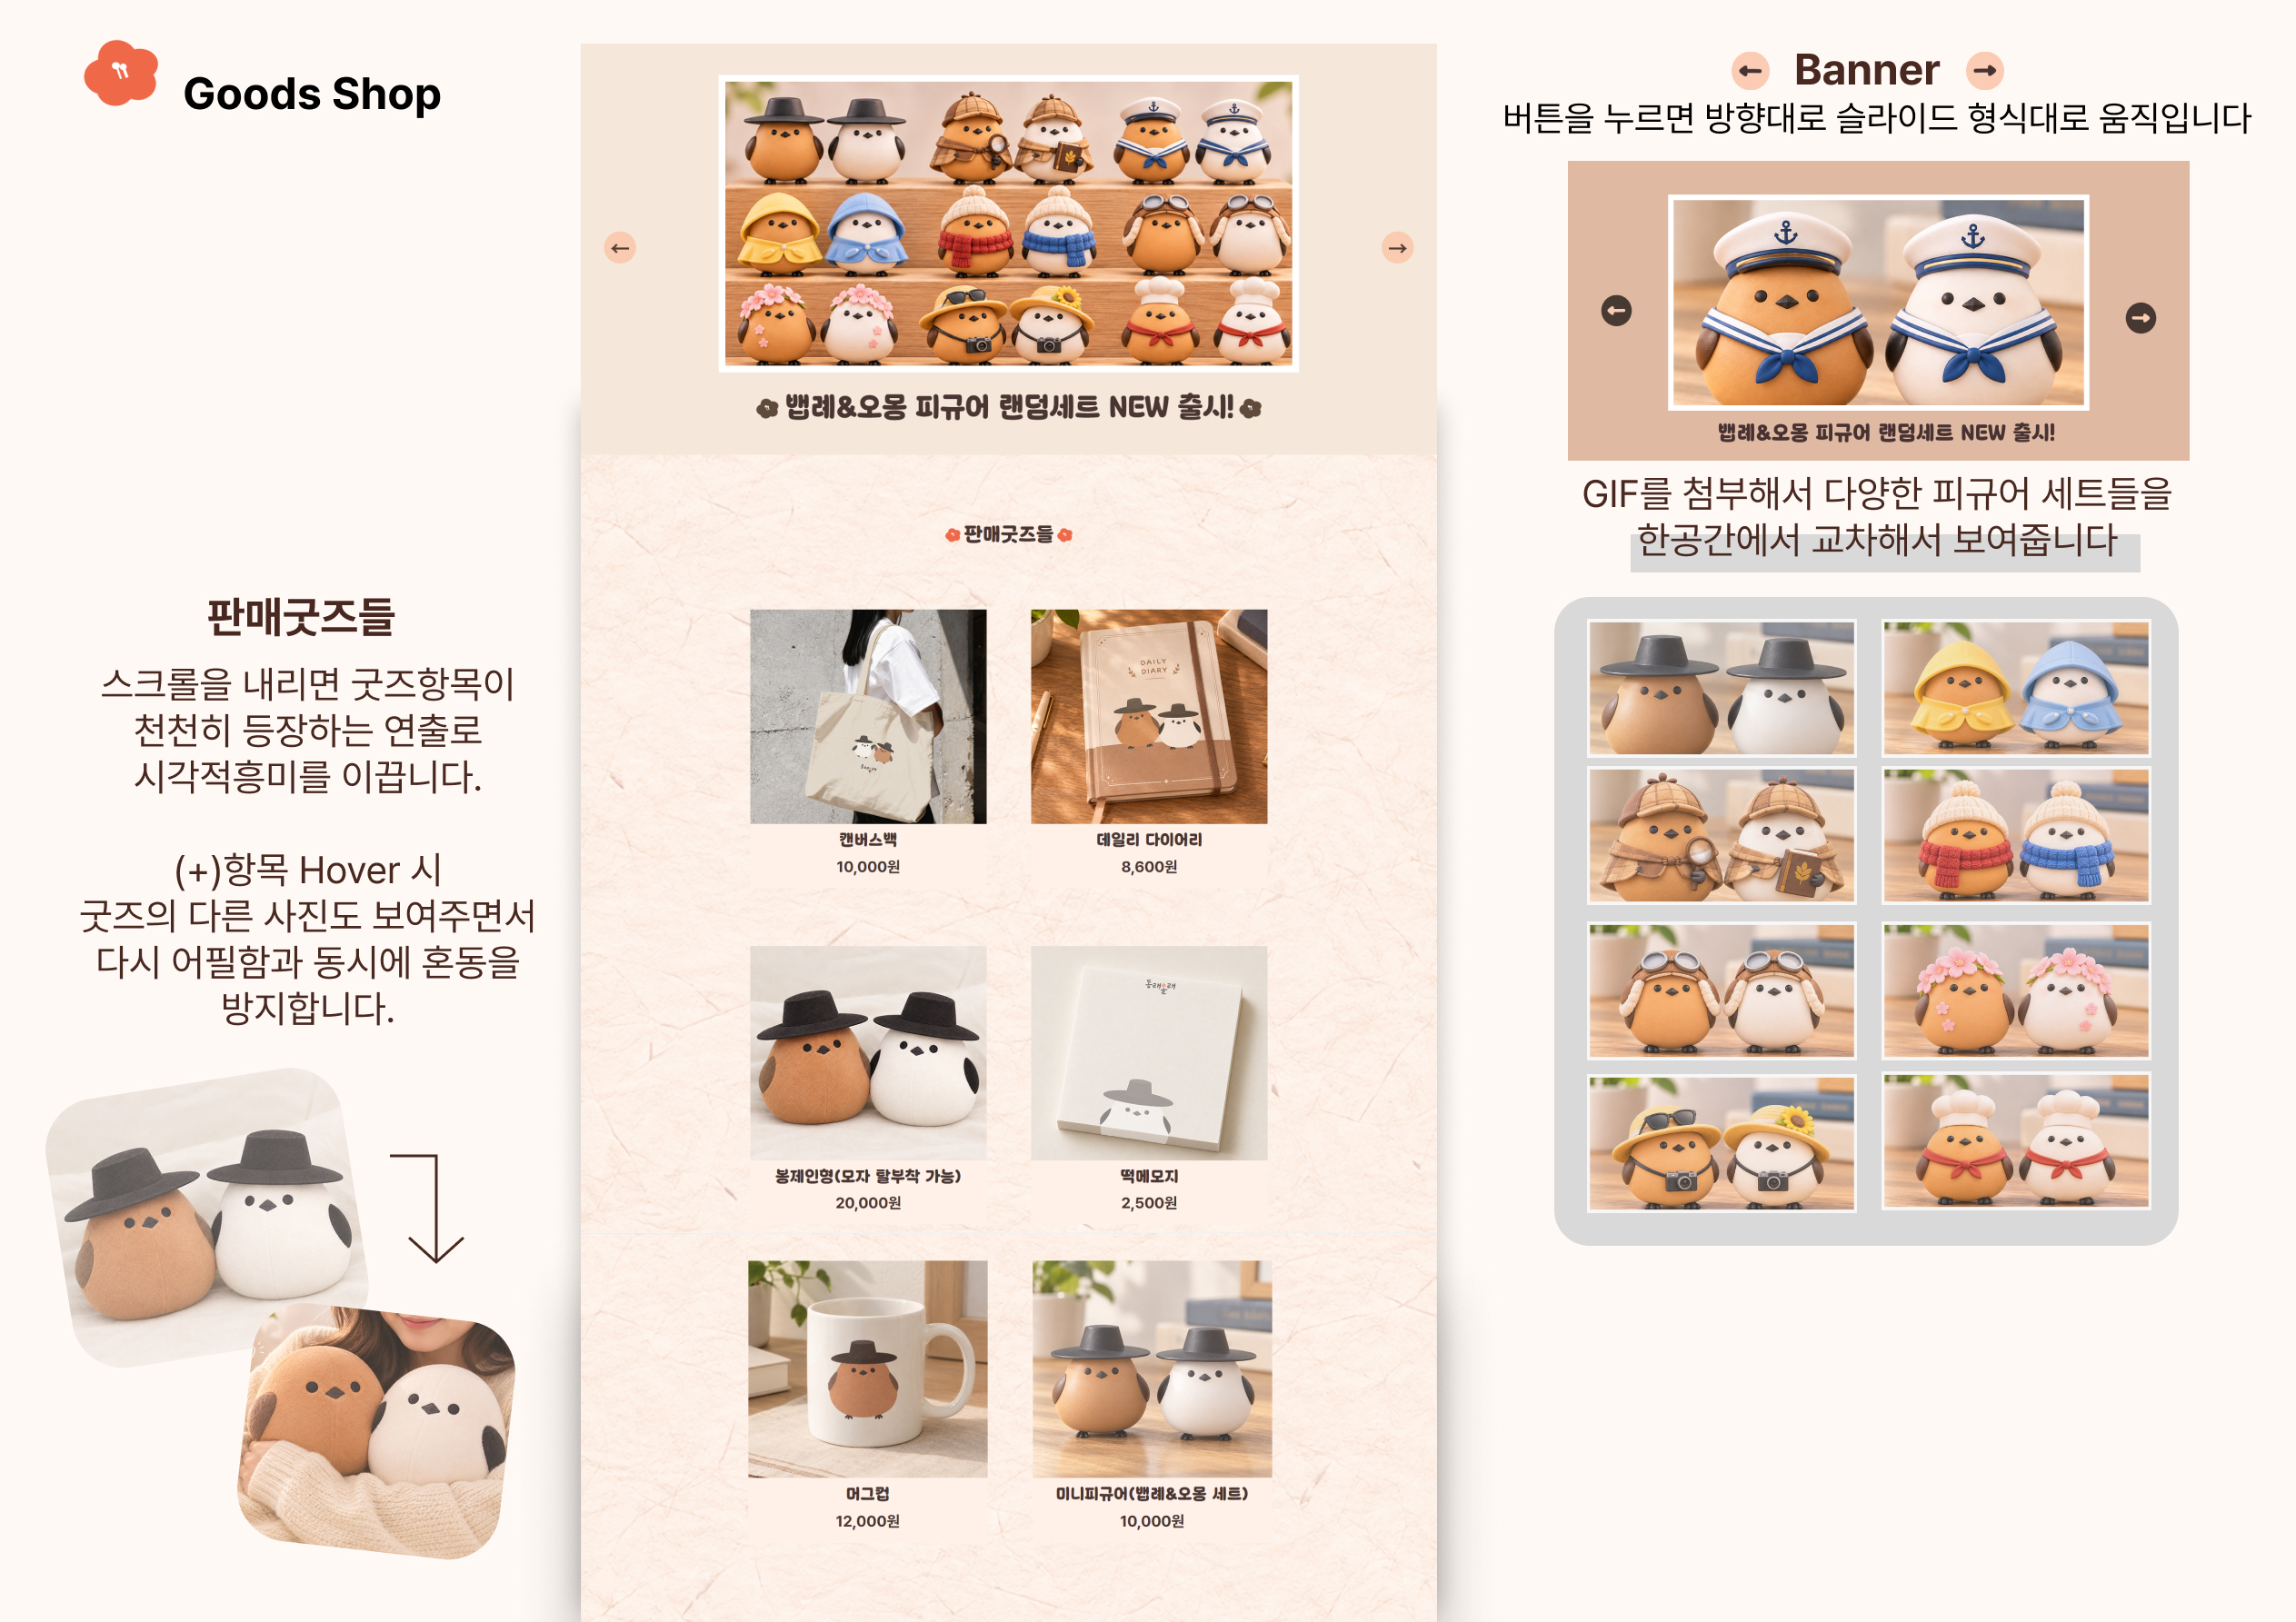 Goods Shop
뱁례&오몽 피규어 랜덤세트 NEW 출시!
판매굿즈들
DAILY
DIARY
캔버스백
10,000원
데일리 다이어리
8,600원
봉제인형(모자 탈부착 가능)
20,000원
떡메모지
2,500원
머그컵
12,000원
미니피규어(뱁례&오몽 세트)
10,000원
판매굿즈들
스크롤을 내리면 굿즈항목이
천천히 등장하는 연출로
시각적흥미를 이끕니다.
(+)항목 Hover 시
굿즈의 다른 사진도 보여주면서
다시 어필함과 동시에 혼동을
방지합니다.
Banner
버튼을 누르면 방향대로 슬라이드 형식대로 움직입니다
뱁례&오몽 피규어 랜덤세트 NEW 출시!
GIF를 첨부해서 다양한 피규어 세트들을
한공간에서 교차해서 보여줍니다